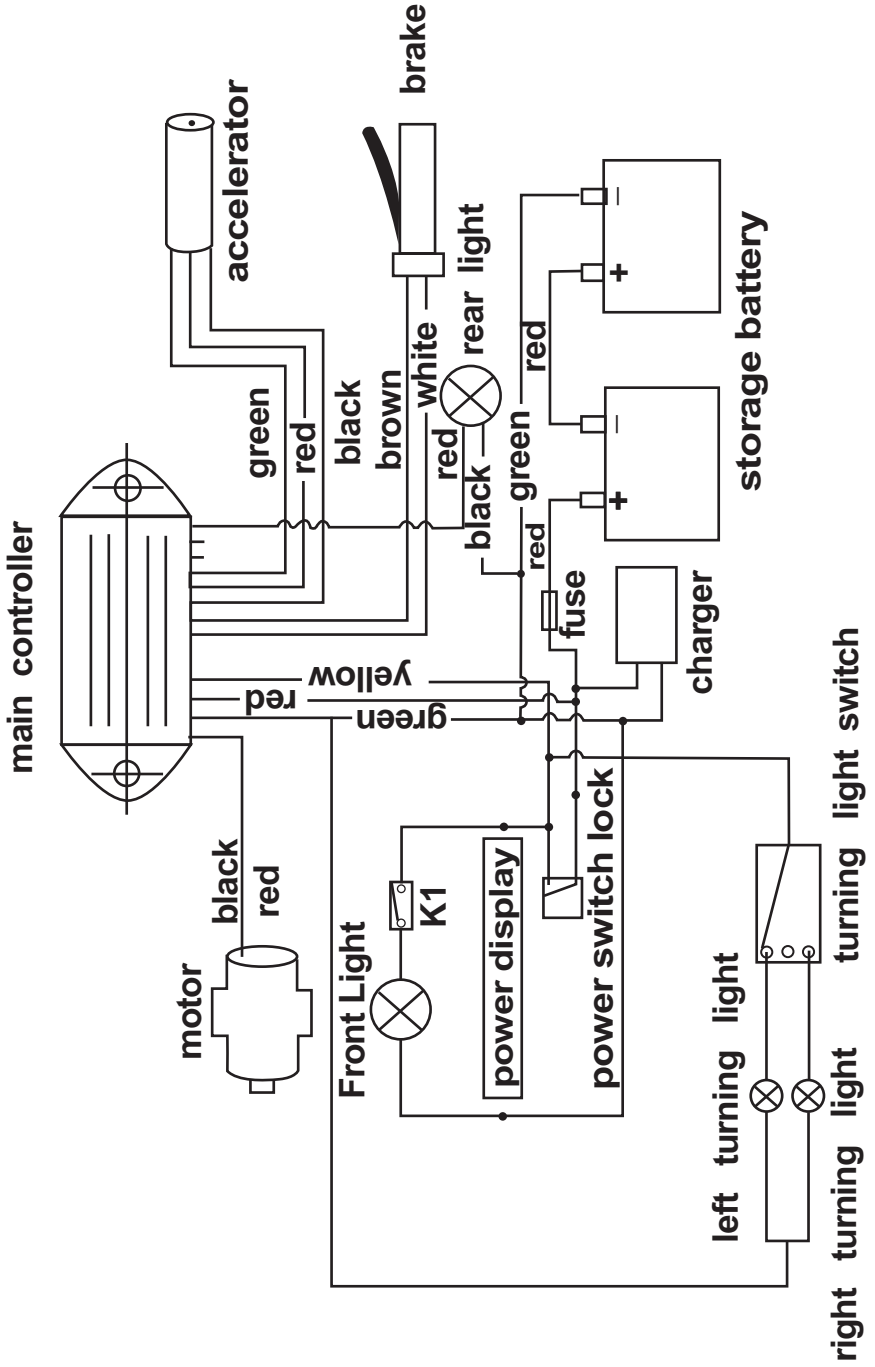 main controller
accelerator
brake
green
red
black
brown
white
red
black
rear light
green
red
red
+
−
+
−
storage battery
fuse
charger
yellow
red
green
black
red
motor
Front Light
K1
power display
power switch lock
turning light switch
left turning light
right turning light